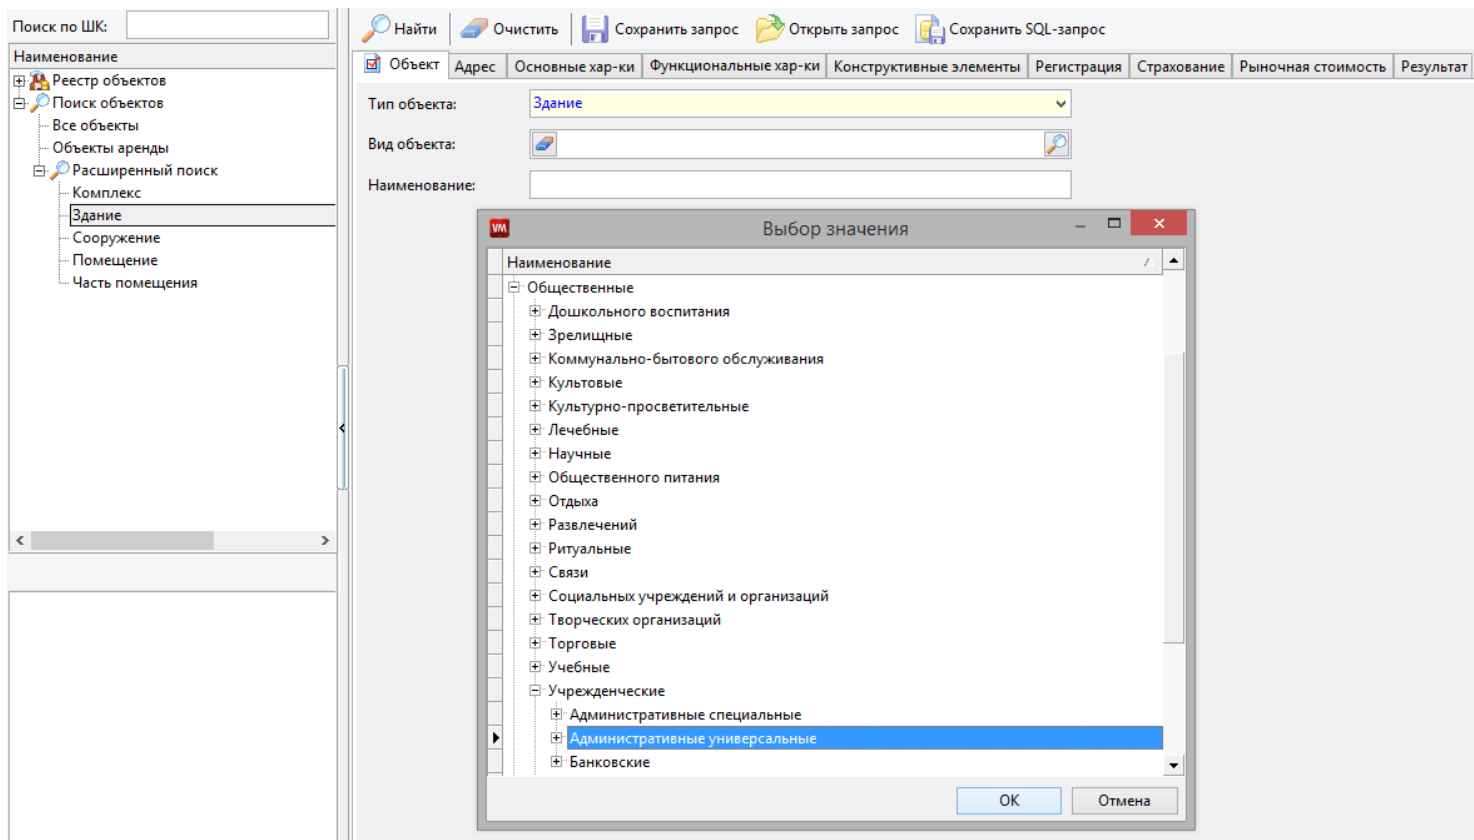 Поиск по ШК:
Наименование
Реестр объектов
Поиск объектов
Все объекты
Объекты аренды
Расширенный поиск
Комплекс
Здание
Сооружение
Помещение
Часть помещения
Найти Очистить Сохранить запрос Открыть запрос Сохранить SQL-запрос
Объект Адрес Основные хар-ки Функциональные хар-ки Конструктивные элементы Регистрация Страхование Рыночная стоимость Результат
Тип объекта: Здание
Вид объекта:
Наименование:
VM Выбор значения
Наименование
Общественные
Дошкольного воспитания
Зрелищные
Коммунально-бытового обслуживания
Культовые
Культурно-просветительные
Лечебные
Научные
Общественного питания
Отдыха
Развлечений
Ритуальные
Связи
Социальных учреждений и организаций
Творческих организаций
Торговые
Учебные
Учрежденческие
Административные специальные
Административные универсальные
Банковские
ОК Отмена